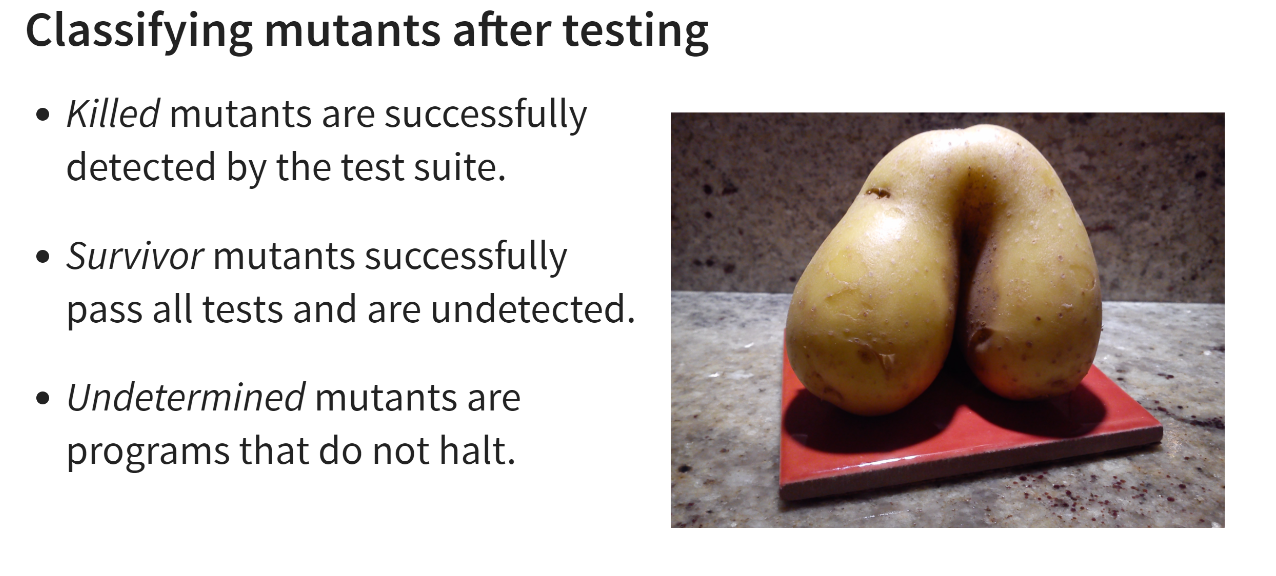 Classifying mutants after testing
• Killed mutants are successfully
detected by the test suite.
• Survivor mutants successfully
pass all tests and are undetected.
• Undetermined mutants are
programs that do not halt.